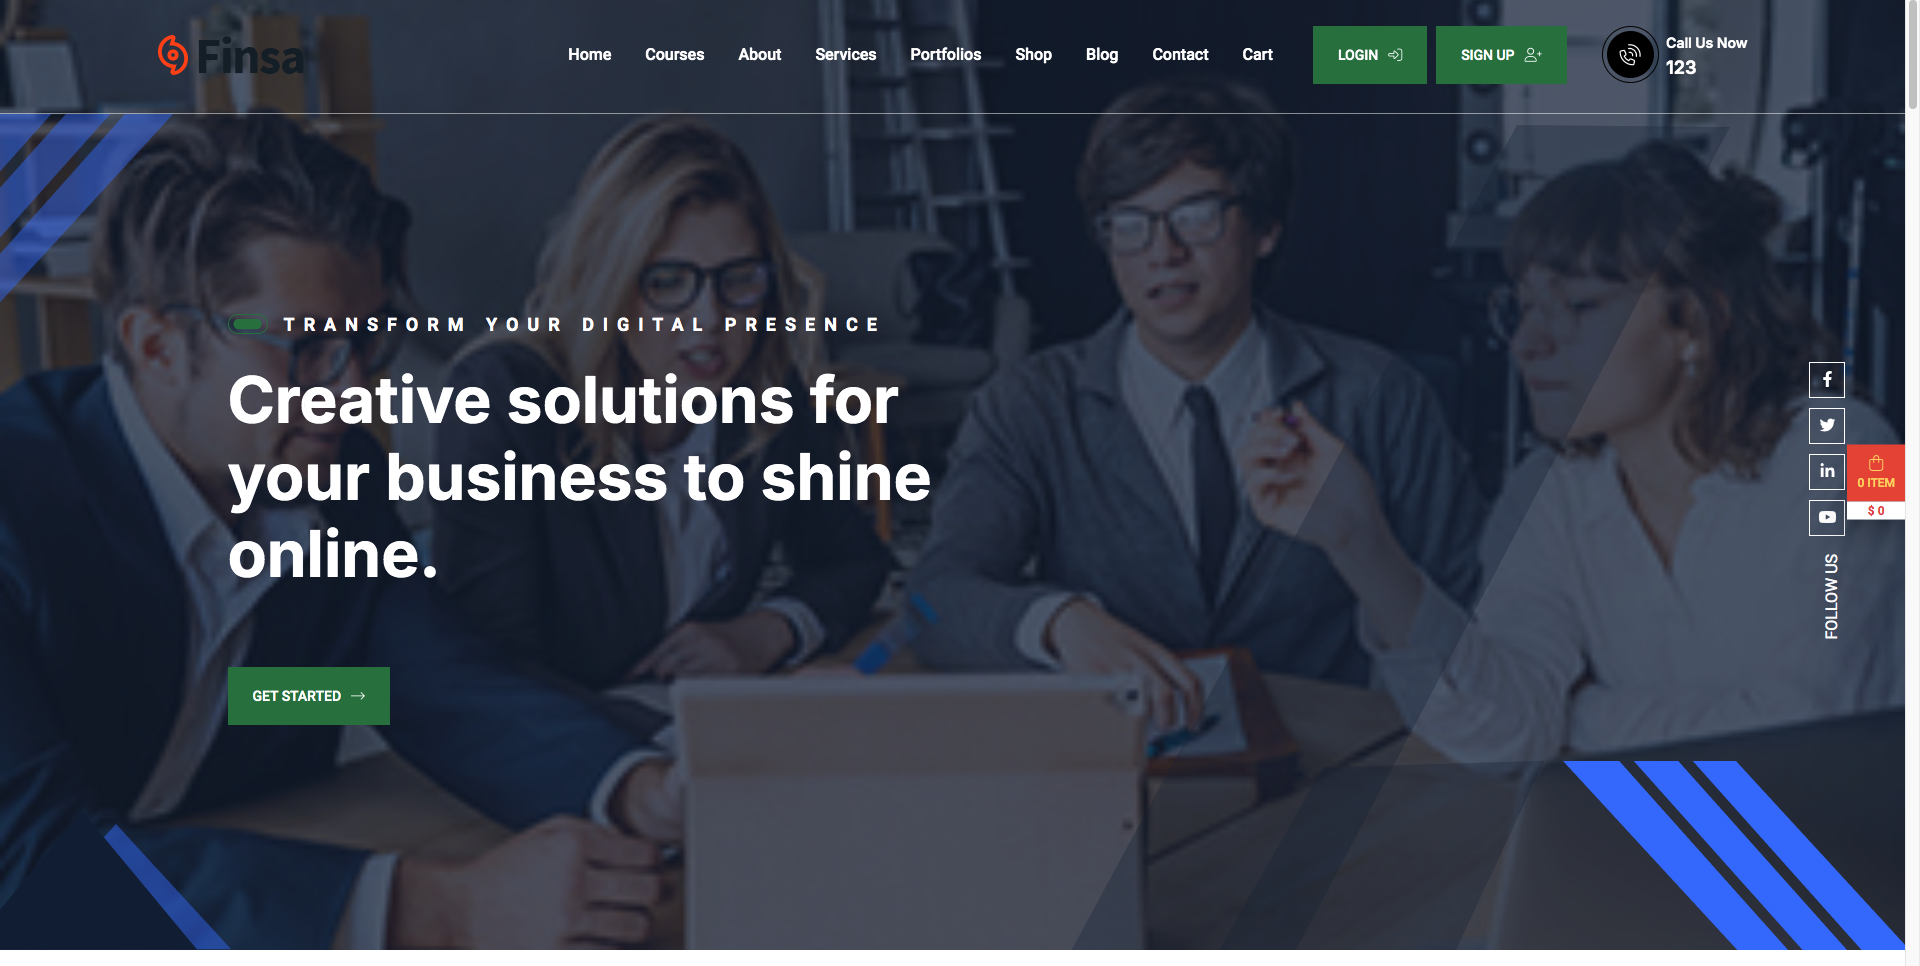 Finsa
Home Courses About Services Portfolios Shop Blog Contact Cart
LOGIN
SIGN UP
Call Us Now
123
TRANSFORM YOUR DIGITAL PRESENCE
Creative solutions for
your business to shine
online.
GET STARTED
0 ITEM
$ 0
FOLLOW US